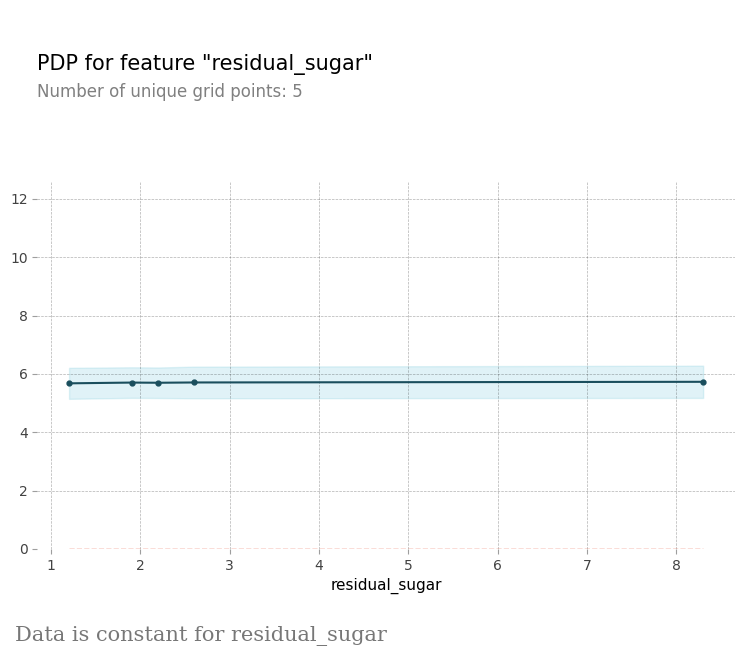 PDP for feature "residual_sugar"
Number of unique grid points: 5
12
10
8
6
4
2
0
1 2 3 4 5 6 7 8
residual_sugar
Data is constant for residual_sugar